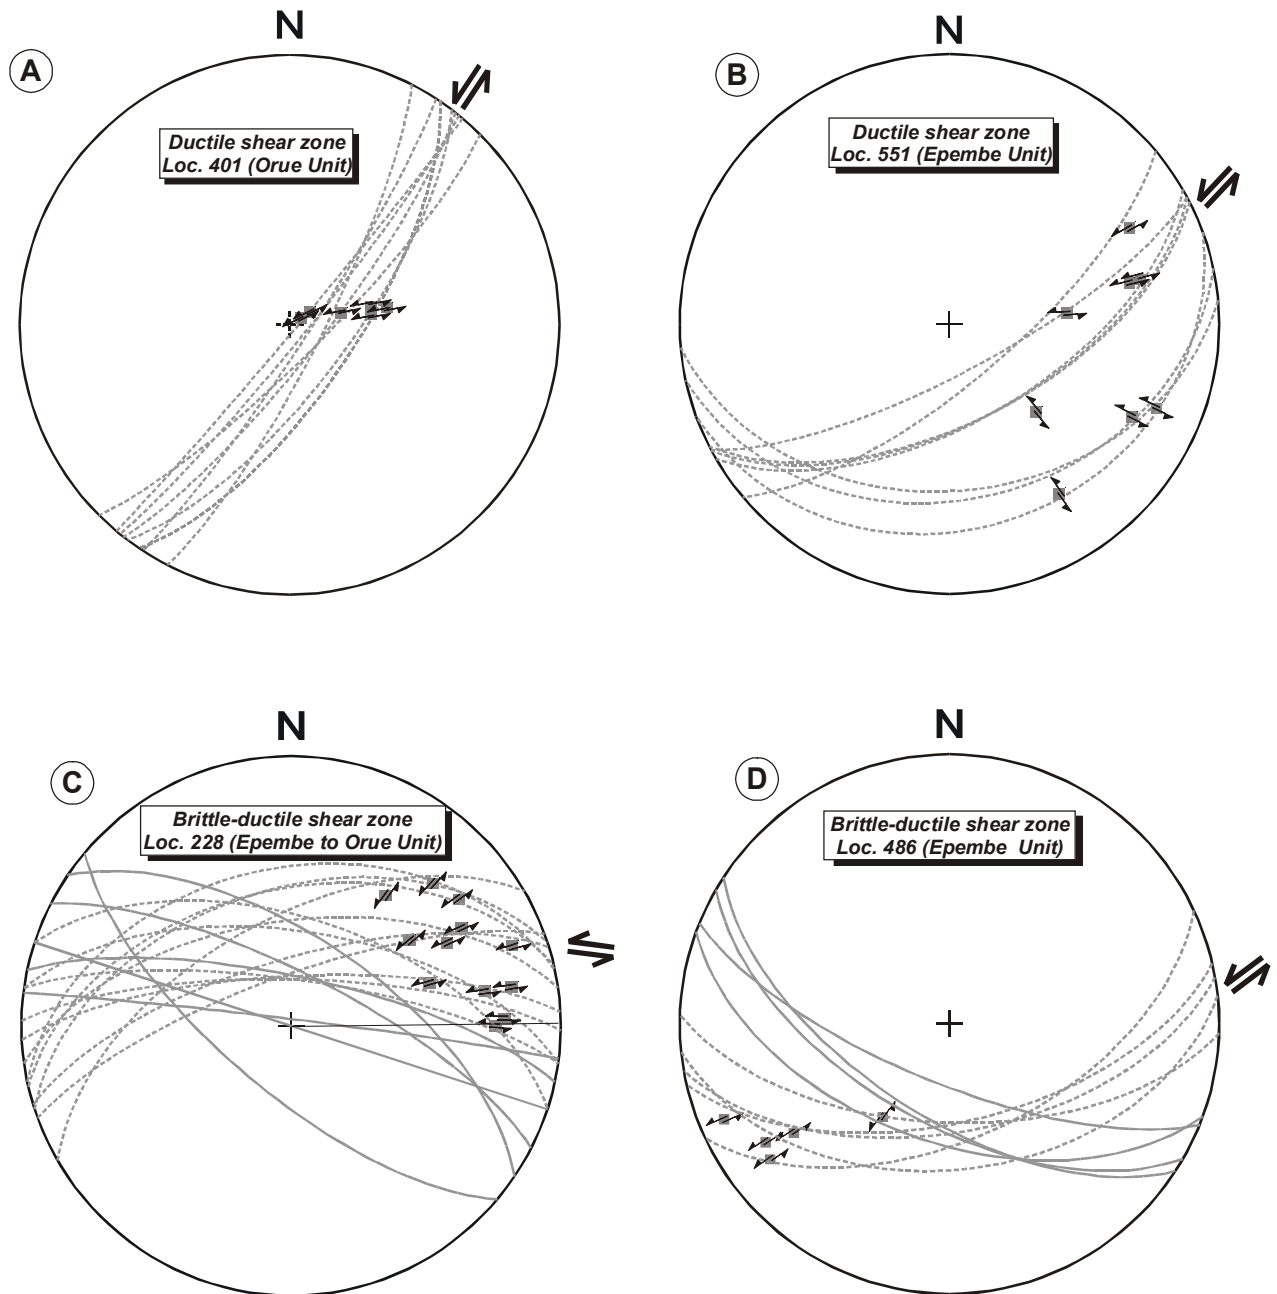 N
A
Ductile shear zone
Loc. 401 (Orue Unit)
N
B
Ductile shear zone
Loc. 551 (Epembe Unit)
N
C
Brittle-ductile shear zone
Loc. 228 (Epembe to Orue Unit)
N
D
Brittle-ductile shear zone
Loc. 486 (Epembe Unit)